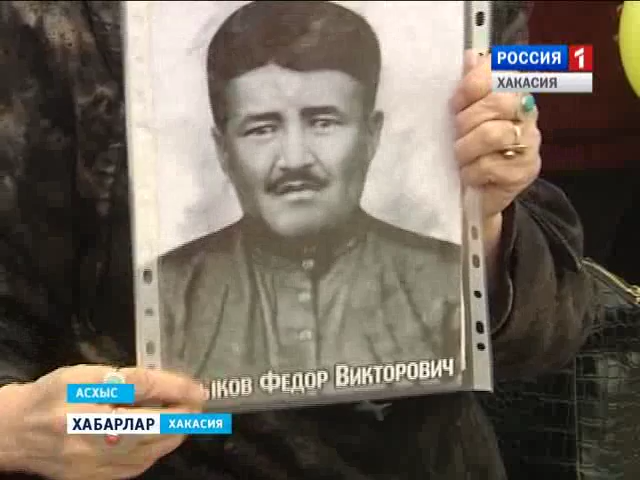 РОССИЯ 1
ХАКАСИЯ
ФЕДОР ВИКТОРОВИЧ
АСХЫС
ХАБАРЛАР ХАКАСИЯ